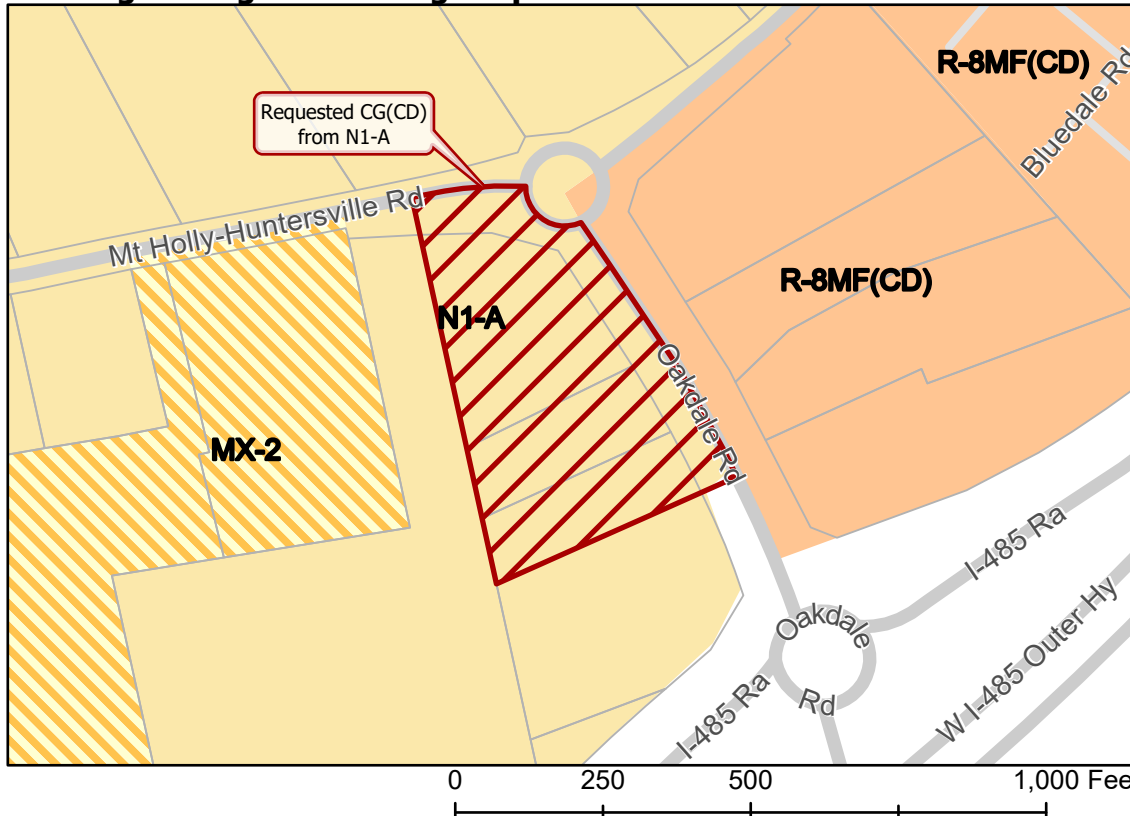 R-8MF(CD)
Bluedale Rd
Requested CG(CD)
from N1-A
Mt Holly-Huntersville Rd
R-8MF(CD)
N1-A
Oakdale Rd
MX-2
I-485 Ra
Oakdale
Rd
I-485 Ra
W I-485 Outer Hy
0 250 500 1,000 Fee